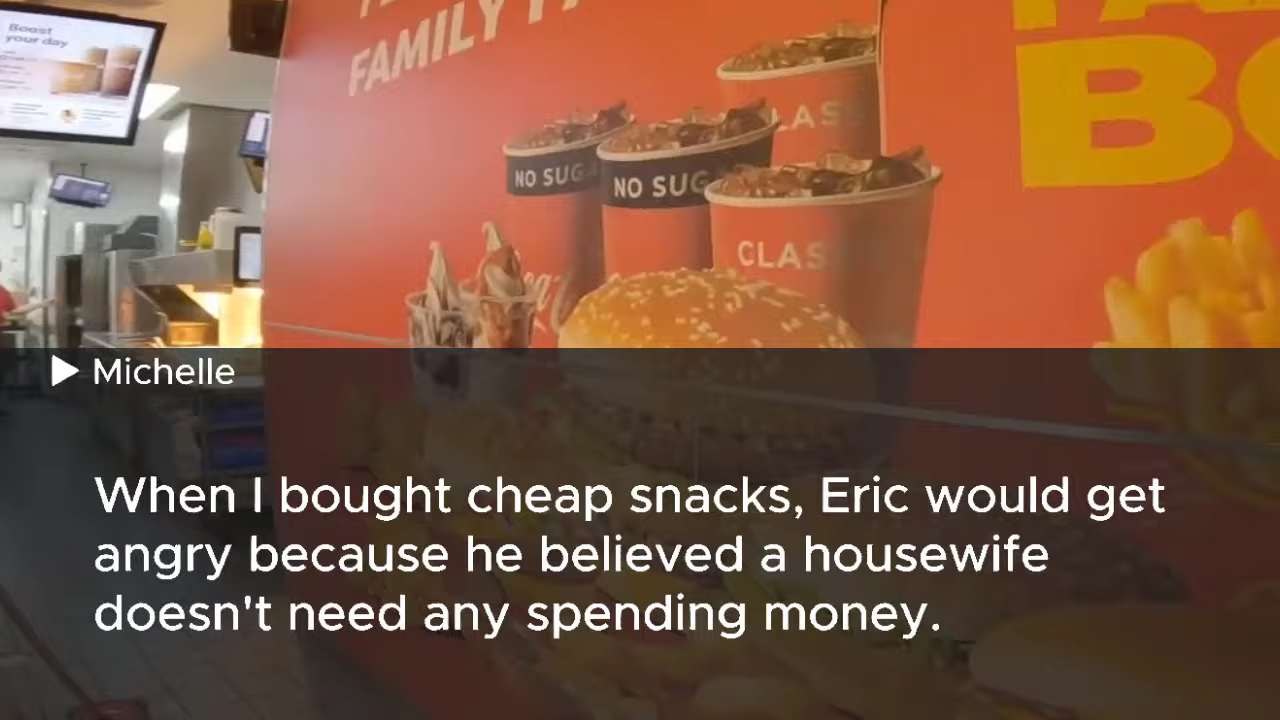 Boost
your day
FAMILY
NO SUGA
NO SUG
CLAS
CLAS
Michelle
When I bought cheap snacks, Eric would get
angry because he believed a housewife
doesn't need any spending money.